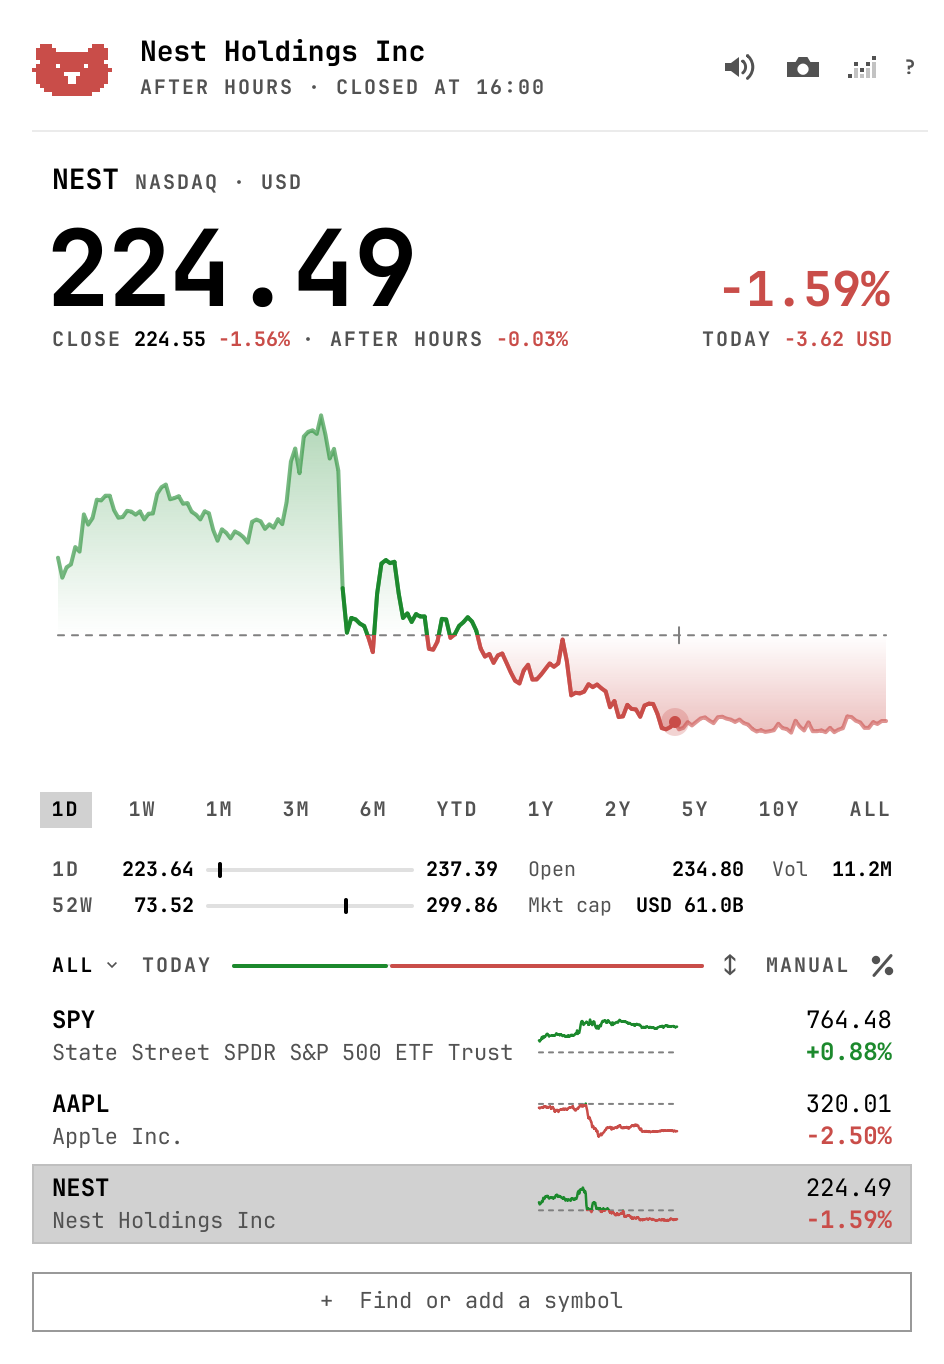 Nest Holdings Inc
AFTER HOURS · CLOSED AT 16:00
?
NEST NASDAQ · USD
224.49
-1.59%
CLOSE 224.55 -1.56% · AFTER HOURS -0.03%
TODAY -3.62 USD
1D 1W 1M 3M 6M YTD 1Y 2Y 5Y 10Y ALL
1D 223.64 237.39 Open 234.80 Vol 11.2M
52W 73.52 299.86 Mkt cap USD 61.0B
ALL TODAY MANUAL %
SPY 764.48
State Street SPDR S&P 500 ETF Trust +0.88%
AAPL 320.01
Apple Inc. -2.50%
NEST 224.49
Nest Holdings Inc -1.59%
+ Find or add a symbol